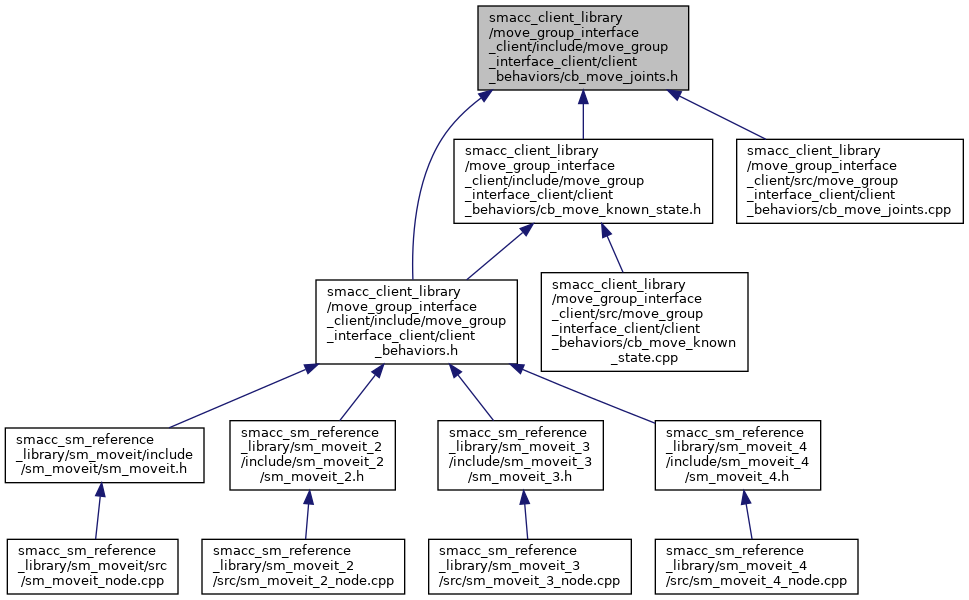 smacc_client_library
/move_group_interface
_client/include/move_group
_interface_client/client
_behaviors/cb_move_joints.h
smacc_client_library
/move_group_interface
_client/include/move_group
_interface_client/client
_behaviors/cb_move_known_state.h
smacc_client_library
/move_group_interface
_client/src/move_group
_interface_client/client
_behaviors/cb_move_joints.cpp
smacc_client_library
/move_group_interface
_client/include/move_group
_interface_client/client
_behaviors.h
smacc_client_library
/move_group_interface
_client/src/move_group
_interface_client/client
_behaviors/cb_move_known
_state.cpp
smacc_sm_reference
_library/sm_moveit/include
/sm_moveit/sm_moveit.h
smacc_sm_reference
_library/sm_moveit_2
/include/sm_moveit_2
/sm_moveit_2.h
smacc_sm_reference
_library/sm_moveit_3
/include/sm_moveit_3
/sm_moveit_3.h
smacc_sm_reference
_library/sm_moveit_4
/include/sm_moveit_4
/sm_moveit_4.h
smacc_sm_reference
_library/sm_moveit/src
/sm_moveit_node.cpp
smacc_sm_reference
_library/sm_moveit_2
/src/sm_moveit_2_node.cpp
smacc_sm_reference
_library/sm_moveit_3
/src/sm_moveit_3_node.cpp
smacc_sm_reference
_library/sm_moveit_4
/src/sm_moveit_4_node.cpp